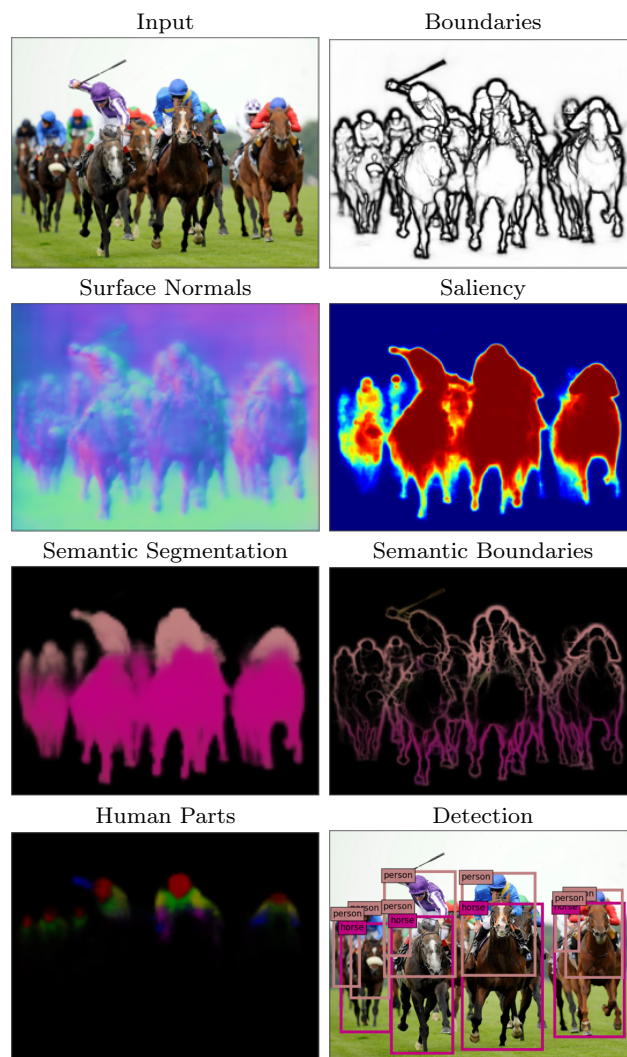 Input
Boundaries
Surface Normals
Saliency
Semantic Segmentation
Semantic Boundaries
Human Parts
Detection
person
person
person
person
person
person
horse
horse
horse
horse